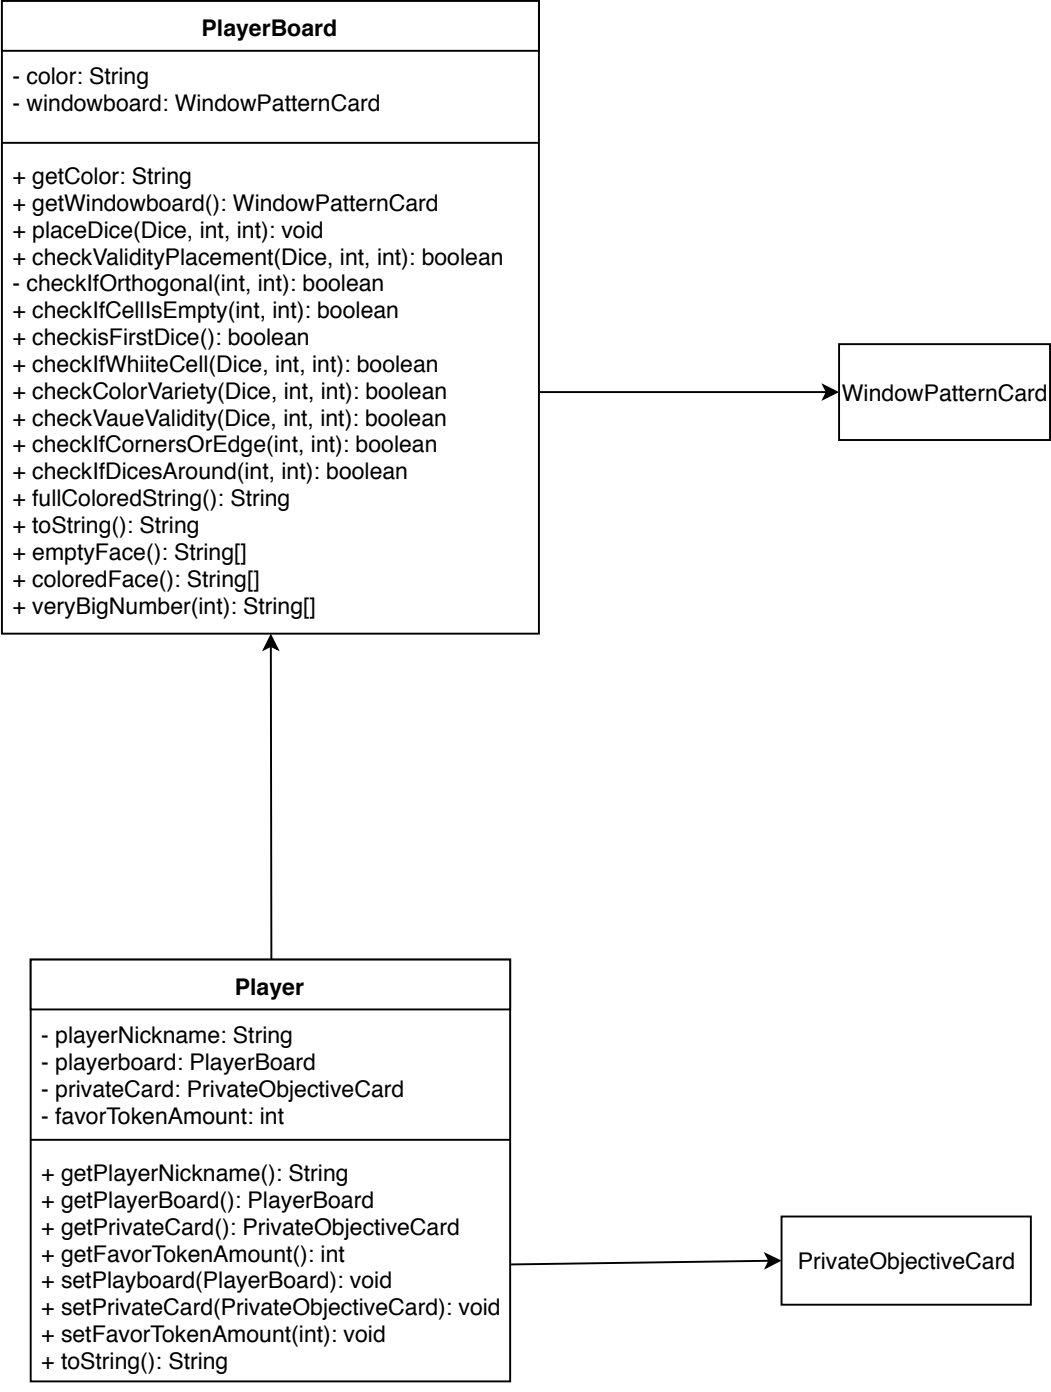 PlayerBoard
- color: String
- windowboard: WindowPatternCard
+ getColor: String
+ getWindowboard(): WindowPatternCard
+ placeDice(Dice, int, int): void
+ checkValidityPlacement(Dice, int, int): boolean
- checkIfOrthogonal(int, int): boolean
+ checkIfCellIsEmpty(int, int): boolean
+ checkisFirstDice(): boolean
+ checkIfWhiiteCell(Dice, int, int): boolean
+ checkColorVariety(Dice, int, int): boolean
+ checkVaueValidity(Dice, int, int): boolean
+ checkIfCornersOrEdge(int, int): boolean
+ checkIfDicesAround(int, int): boolean
+ fullColoredString(): String
+ toString(): String
+ emptyFace(): String[]
+ coloredFace(): String[]
+ veryBigNumber(int): String[]
WindowPatternCard
Player
- playerNickname: String
- playerboard: PlayerBoard
- privateCard: PrivateObjectiveCard
- favorTokenAmount: int
+ getPlayerNickname(): String
+ getPlayerBoard(): PlayerBoard
+ getPrivateCard(): PrivateObjectiveCard
+ getFavorTokenAmount(): int
+ setPlayboard(PlayerBoard): void
+ setPrivateCard(PrivateObjectiveCard): void
+ setFavorTokenAmount(int): void
+ toString(): String
PrivateObjectiveCard